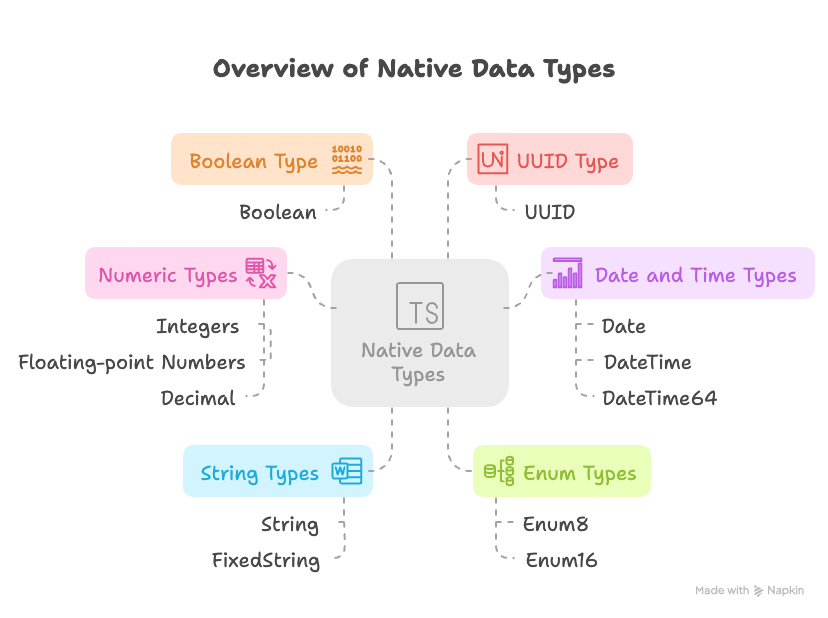 Overview of Native Data Types
Boolean Type
10010
01100
Boolean
UN
UUID Type
UUID
Numeric Types
Integers
Floating-point Numbers
Decimal
TS
Native Data
Types
Date and Time Types
Date
DateTime
DateTime64
String Types
W
String
FixedString
Enum Types
Enum8
Enum16
Made with Napkin